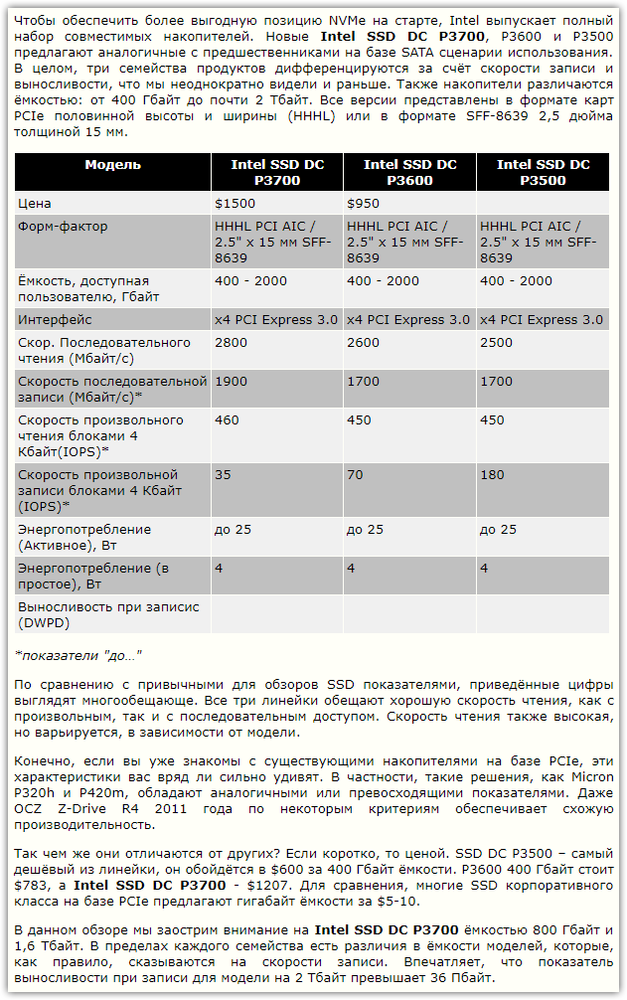 Чтобы обеспечить более выгодную позицию NVMe на старте, Intel выпускает полный
набор совместимых накопителей. Новые Intel SSD DC P3700, P3600 и P3500
предлагают аналогичные с предшественниками на базе SATA сценарии использования.
В целом, три семейства продуктов дифференцируются за счёт скорости записи и
выносливости, что мы неоднократно видели и раньше. Также накопители различаются
ёмкостью: от 400 Гбайт до почти 2 Тбайт. Все версии представлены в формате карт
PCIe половинной высоты и ширины (HHHL) или в формате SFF-8639 2,5 дюйма
толщиной 15 мм.
Модель Intel SSD DC P3700 Intel SSD DC P3600 Intel SSD DC P3500
Цена $1500 $950
Форм-фактор HHHL PCI AIC / 2.5" x 15 мм SFF-8639 HHHL PCI AIC / 2.5" x 15 мм SFF-8639 HHHL PCI AIC / 2.5" x 15 мм SFF-8639
Ёмкость, доступная пользователю, Гбайт 400 - 2000 400 - 2000 400 - 2000
Интерфейс x4 PCI Express 3.0 x4 PCI Express 3.0 x4 PCI Express 3.0
Скор. Последовательного чтения (Мбайт/с) 2800 2600 2500
Скорость последовательной записи (Мбайт/с)* 1900 1700 1700
Скорость произвольного чтения блоками 4 Кбайт(IOPS)* 460 450 450
Скорость произвольной записи блоками 4 Кбайт (IOPS)* 35 70 180
Энергопотребление (Активное), Вт до 25 до 25 до 25
Энергопотребление (в простое), Вт 4 4 4
Выносливость при записис (DWPD)
*показатели "до…"
По сравнению с привычными для обзоров SSD показателями, приведённые цифры
выглядят многообещающе. Все три линейки обещают хорошую скорость чтения, как с
произвольным, так и с последовательным доступом. Скорость чтения также высокая,
но варьируется, в зависимости от модели.
Конечно, если вы уже знакомы с существующими накопителями на базе PCIe, эти
характеристики вас вряд ли сильно удивят. В частности, такие решения, как Micron
P320h и P420m, обладают аналогичными или превосходящими показателями. Даже
OCZ Z-Drive R4 2011 года по некоторым критериям обеспечивает схожую
производительность.
Так чем же они отличаются от других? Если коротко, то ценой. SSD DC P3500 – самый
дешёвый из линейки, он обойдётся в $600 за 400 Гбайт ёмкости. P3600 400 Гбайт стоит
$783, а Intel SSD DC P3700 - $1207. Для сравнения, многие SSD корпоративного
класса на базе PCIe предлагают гигабайт ёмкости за $5-10.
В данном обзоре мы заострим внимание на Intel SSD DC P3700 ёмкостью 800 Гбайт и
1,6 Тбайт. В пределах каждого семейства есть различия в ёмкости моделей, которые,
как правило, сказываются на скорости записи. Впечатляет, что показатель
выносливости при записи для модели на 2 Тбайт превышает 36 Пбайт.